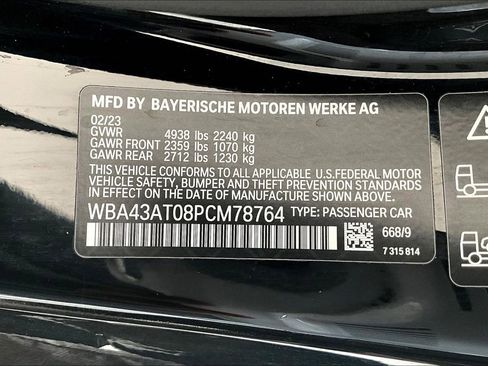 MFD BY BAYERISCHE MOTOREN WERKE AG
02/23
GVWR 4938 lbs 2240 kg
GAWR FRONT 2359 lbs 1070 kg
GAWR REAR 2712 lbs 1230 kg
THIS VEHICLE CONFORMS TO ALL APPLICABLE U.S.FEDERAL MOTOR
VEHICLE SAFETY, BUMPER, AND THEFT PREVENTION STANDARDS
IN EFFECT ON THE DATE OF MANUFACTURE SHOWN ABOVE.
WBA43AT08PCM78764 TYPE: PASSENGER CAR
668/9
7 315 814